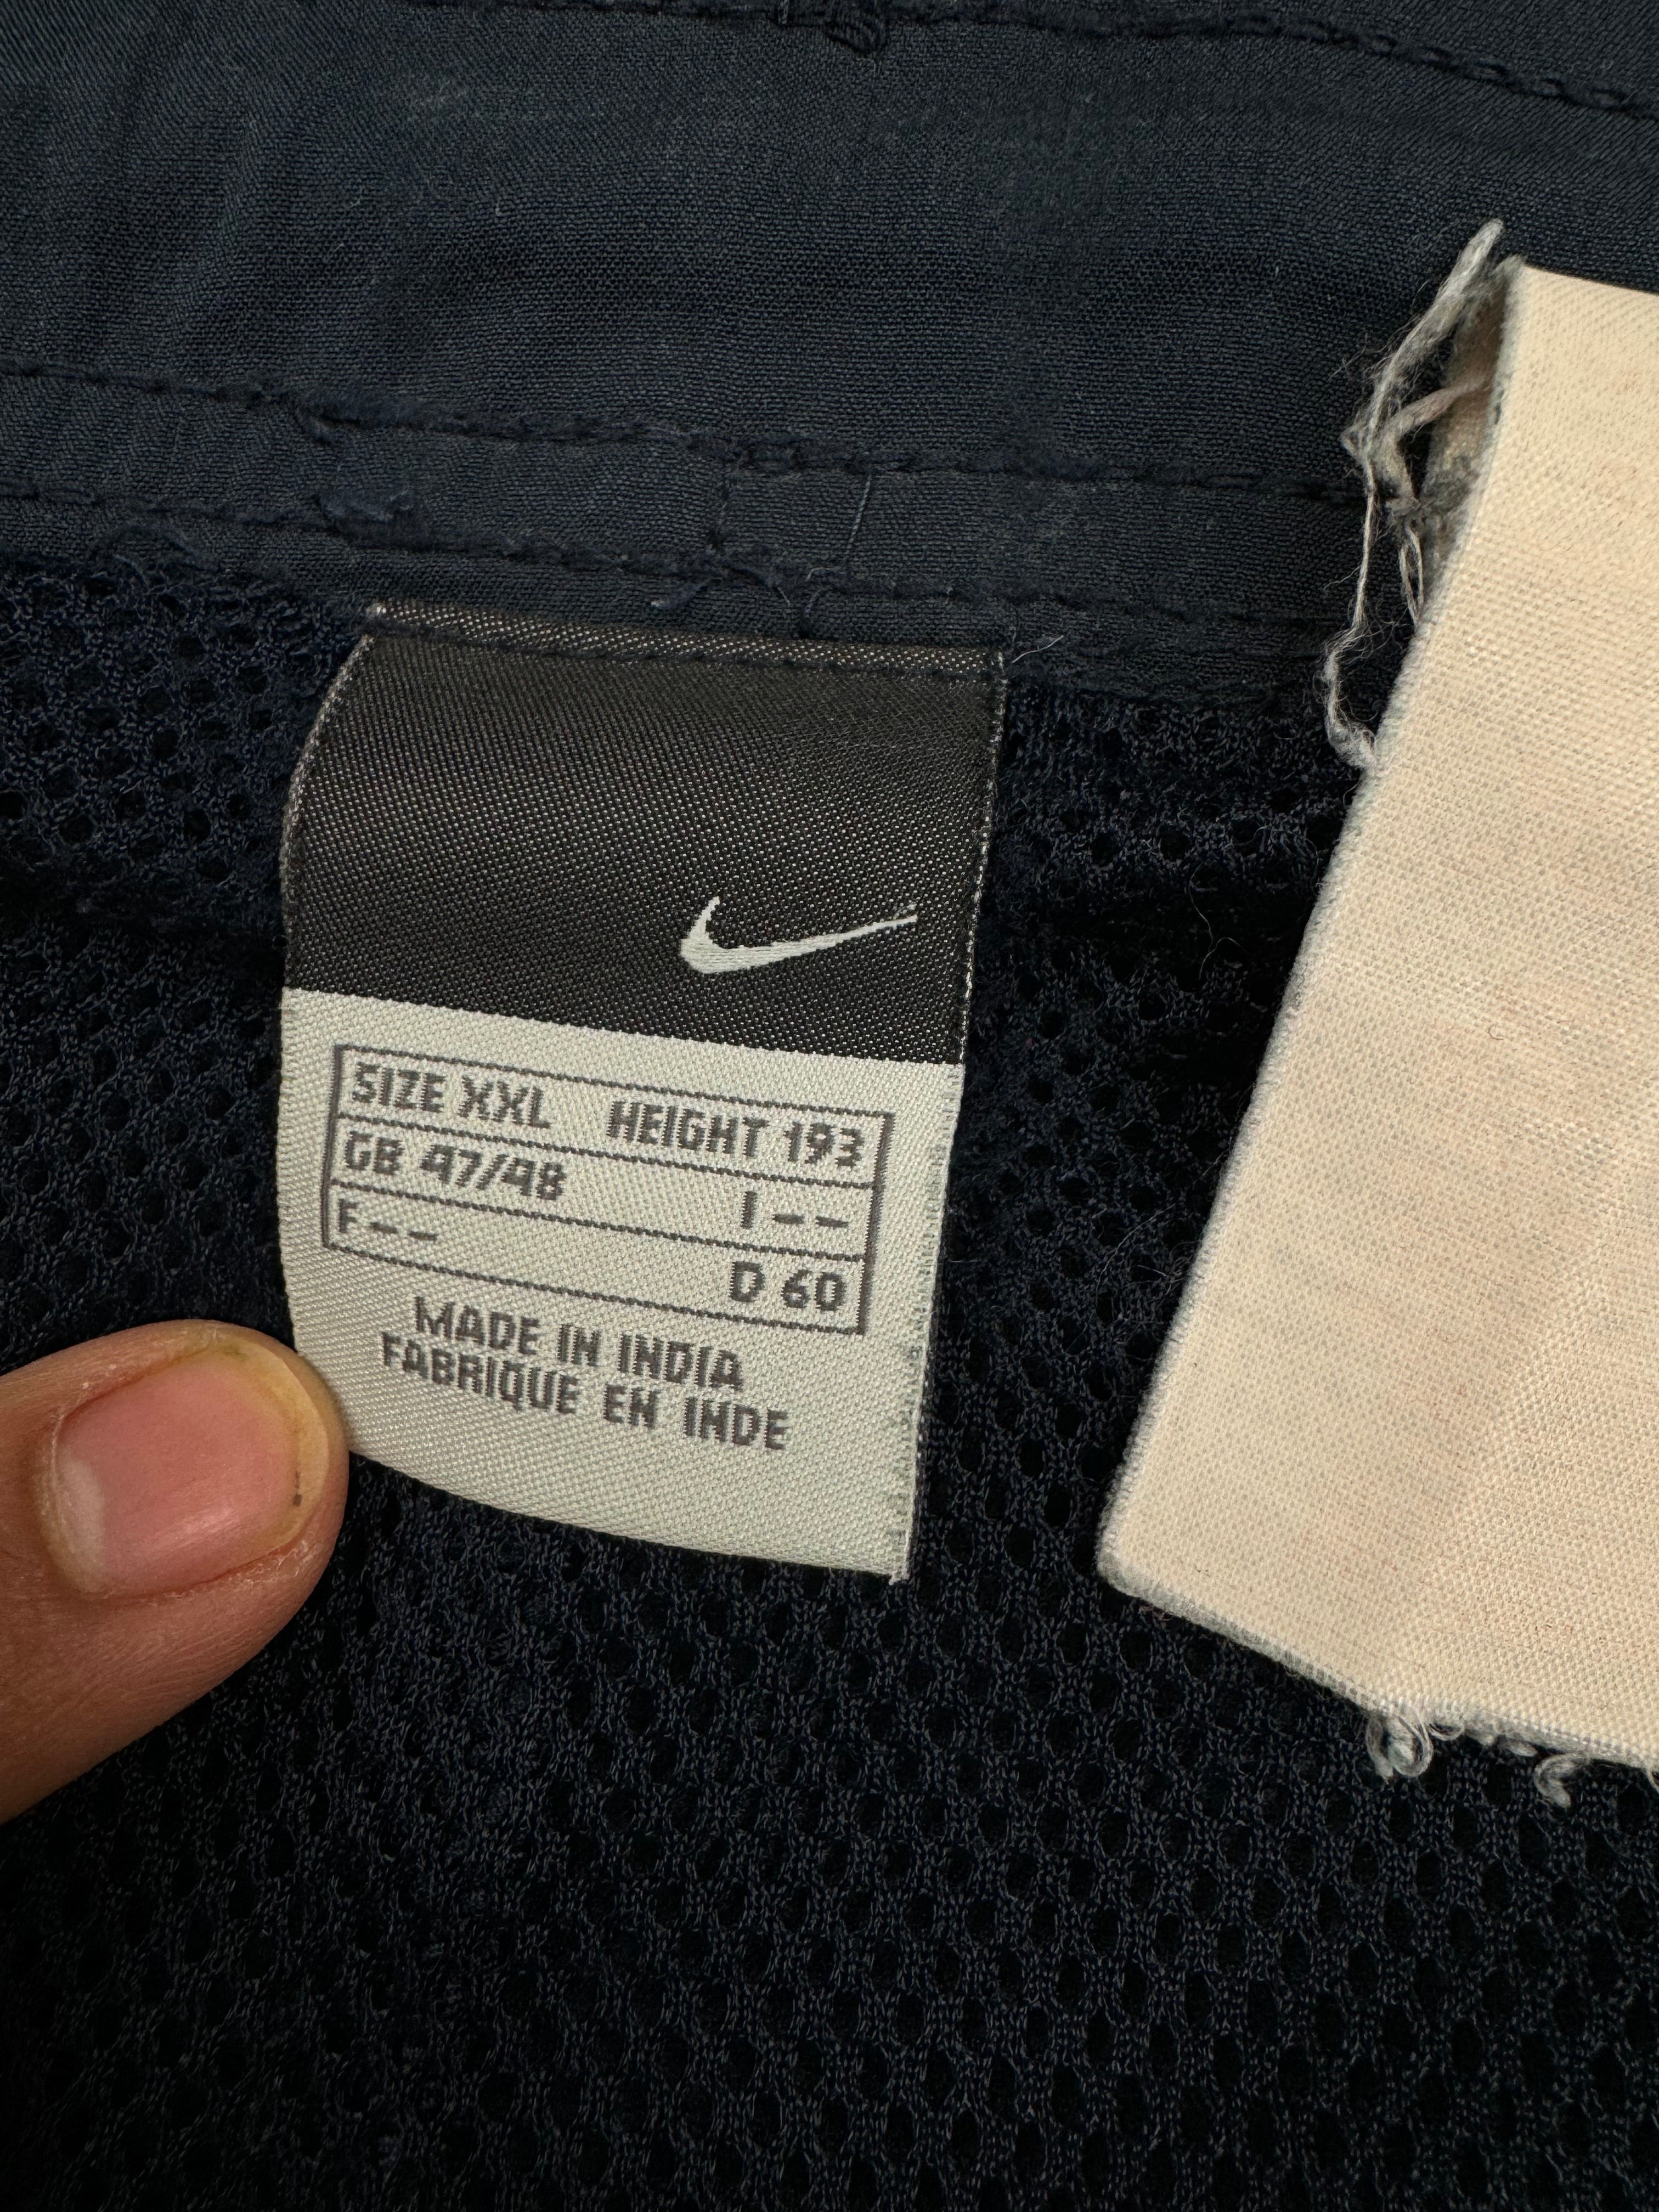 SIZE XXL HEIGHT 193
GB 47/48 I--
F-- D 60
MADE IN INDIA
FABRIQUE EN INDE